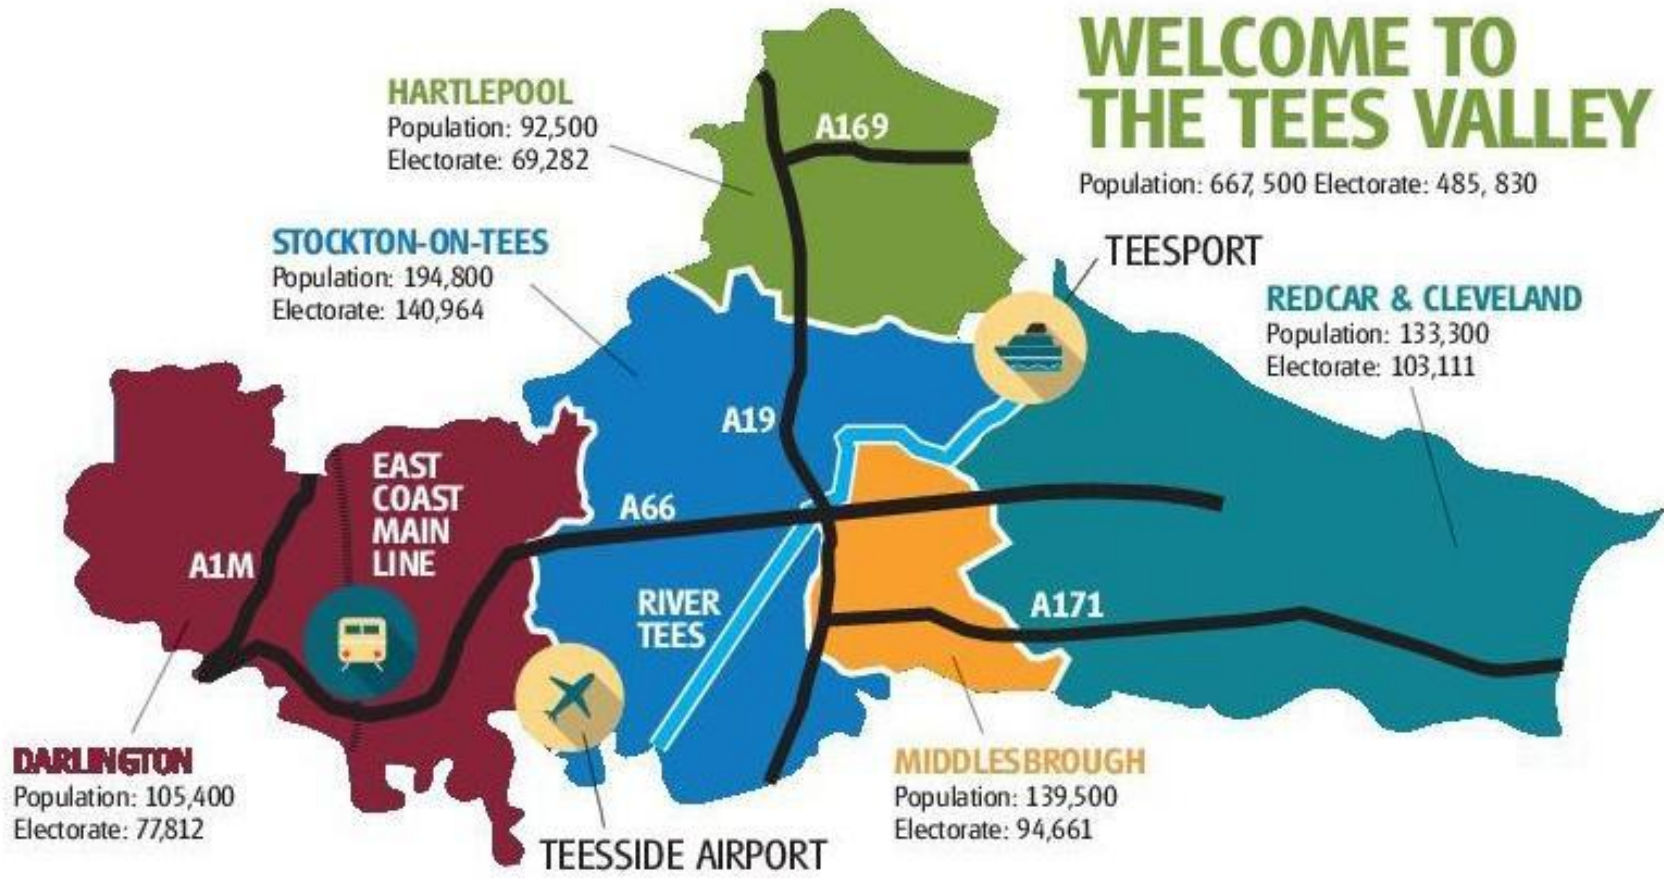 WELCOME TO
THE TEES VALLEY
Population: 667, 500 Electorate: 485, 830
HARTLEPOOL
Population: 92,500
Electorate: 69,282
A169
STOCKTON-ON-TEES
Population: 194,800
Electorate: 140,964
TEESPORT
REDCAR & CLEVELAND
Population: 133,300
Electorate: 103,111
A19
EAST
COAST
MAIN
LINE
A66
A1M
RIVER
TEES
A171
DARLINGTON
Population: 105,400
Electorate: 77,812
MIDDLESBROUGH
Population: 139,500
Electorate: 94,661
TEESSIDE AIRPORT